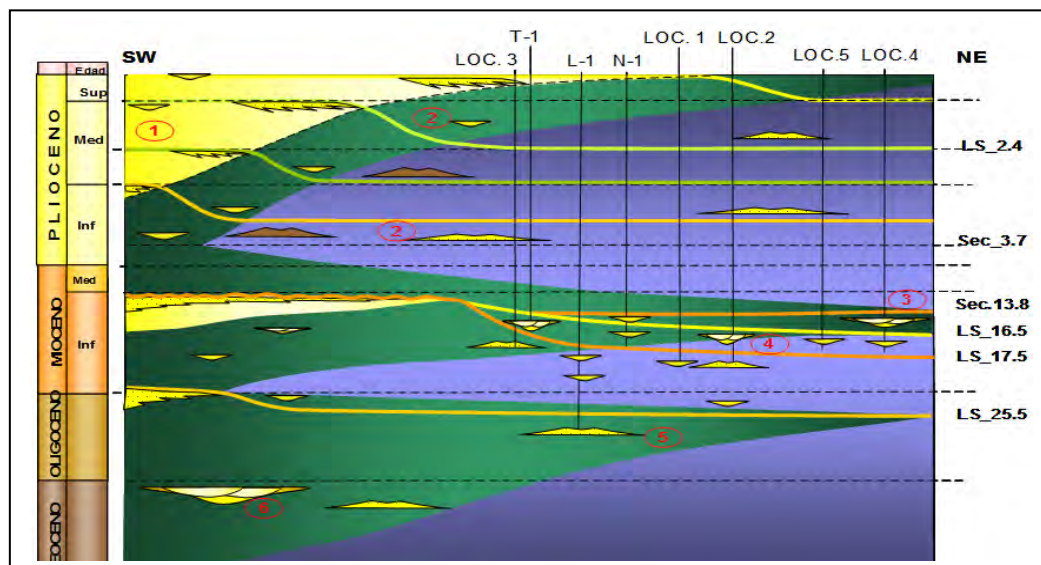 T-1
LOC. 1
LOC.2
SW
LOC. 3
L-1
N-1
LOC.5
LOC.4
NE
Edad
Sup
PLIOCENO
1
2
Med
LS_2.4
Inf
2
Sec_3.7
Med
MIOCENO
3
Sec.13.8
Inf
LS_16.5
4
LS_17.5
LS_25.5
OLIGOCENO
5
6
EOCENO